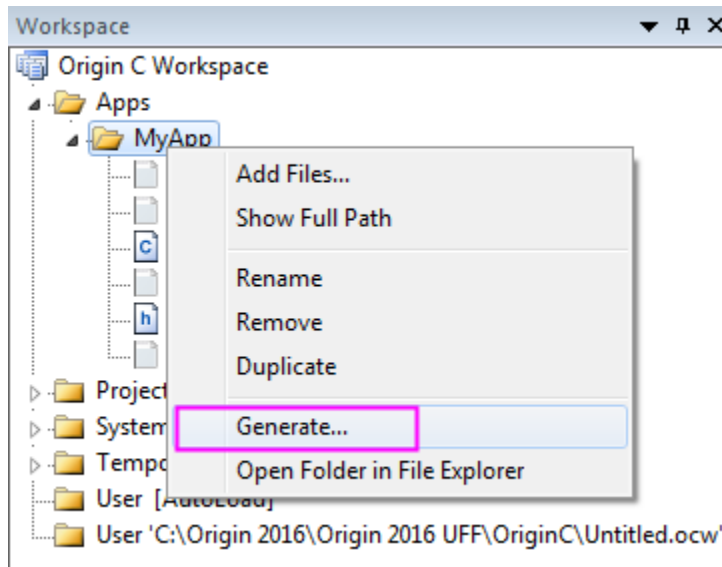 Workspace
Origin C Workspace
Apps
MyApp
Add Files...
Show Full Path
C
Rename
h
Remove
Duplicate
Project
Generate...
System
Open Folder in File Explorer
User [AutoLoad]
User 'C:\Origin 2016\Origin 2016 UFF\OriginC\Untitled.ocw'